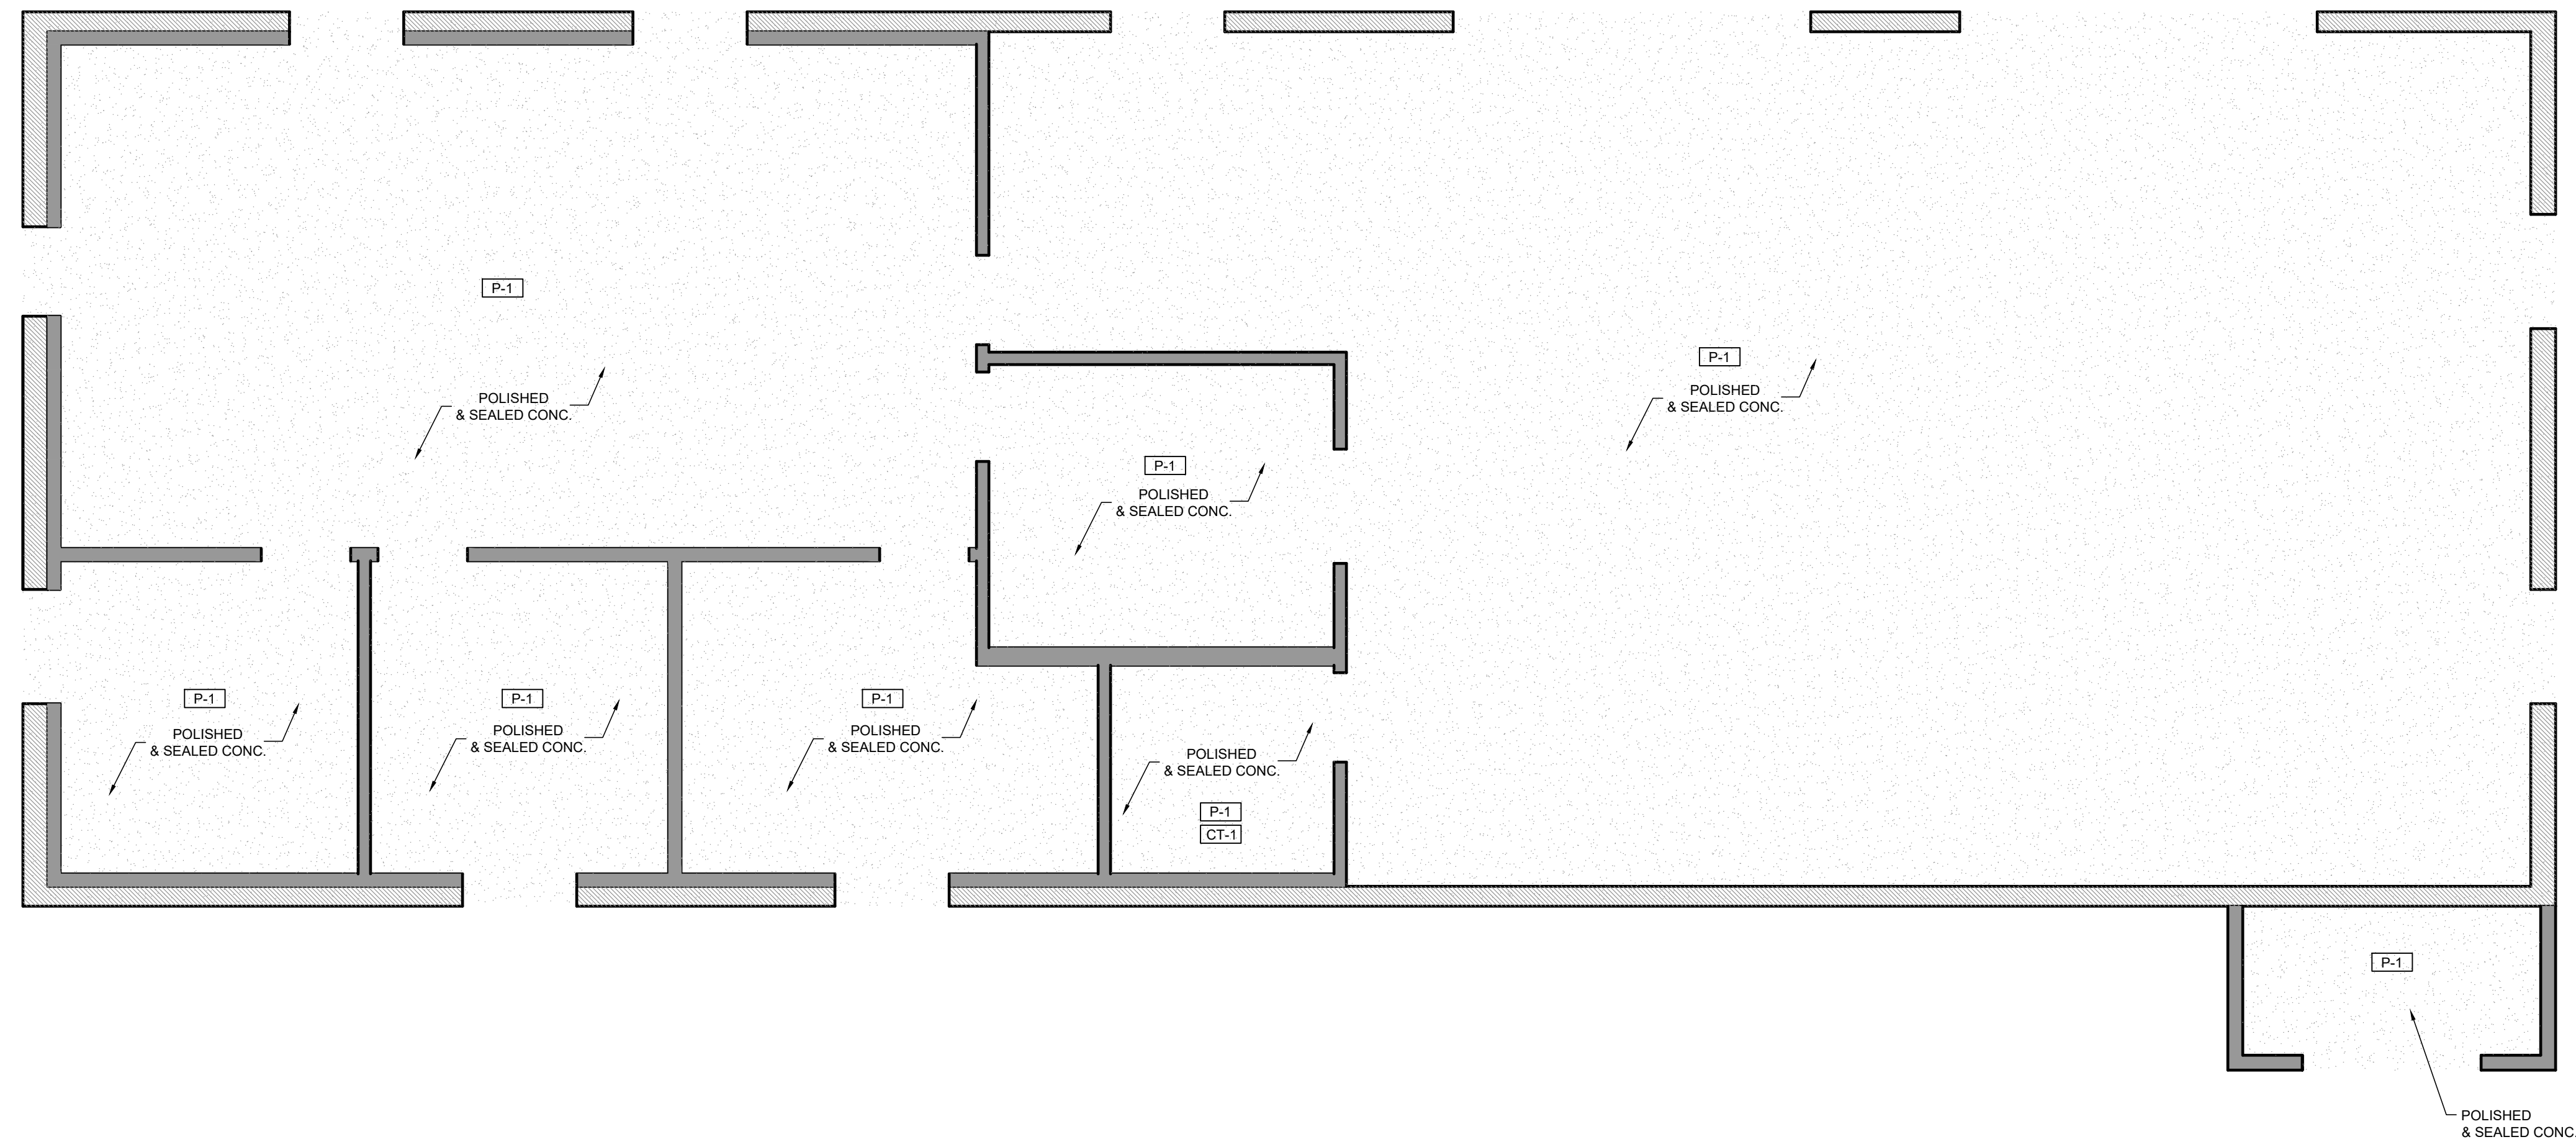 P-1
POLISHED
& SEALED CONC.
P-1
POLISHED
& SEALED CONC.
P-1
POLISHED
& SEALED CONC.
P-1
POLISHED
& SEALED CONC.
P-1
POLISHED
& SEALED CONC.
P-1
POLISHED
& SEALED CONC.
POLISHED
& SEALED CONC.
P-1
CT-1
P-1
POLISHED
& SEALED CONC.